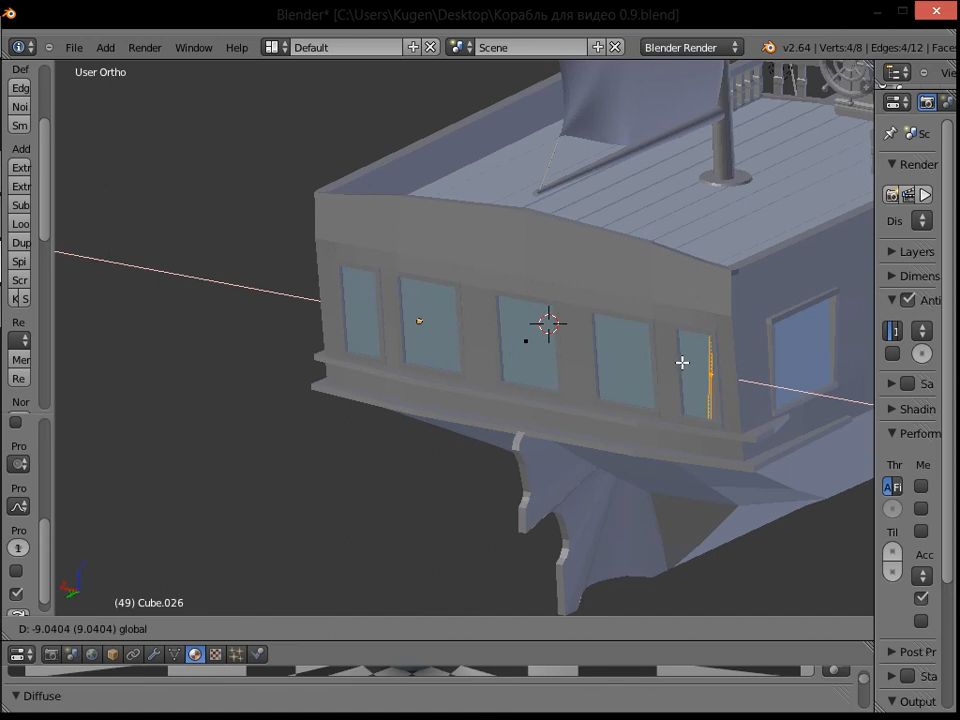 Blender* [C:\Users\Kugen\Desktop\Корабль для видео 0.9.blend]
File Add Render Window Help Default Scene Blender Render v2.64 | Verts:4/8 | Edges:4/12 | Face
User Ortho
Def
Edg
Noi
Sm
Add
Extr
Extr
Sub
Loo
Dup
Spi
Scr
K S
Re
Mer
Re
Nor
Pro
Pro
Pro
1
(49) Cube.026
D: -9.0404 (9.0404) global
Diffuse
Vie
Sc
Render
Dis
Layers
Dimens
Anti
Sa
Shadin
Perform
Thr Me
A Fi
Til
Acc
Post Pr
Sta
Output